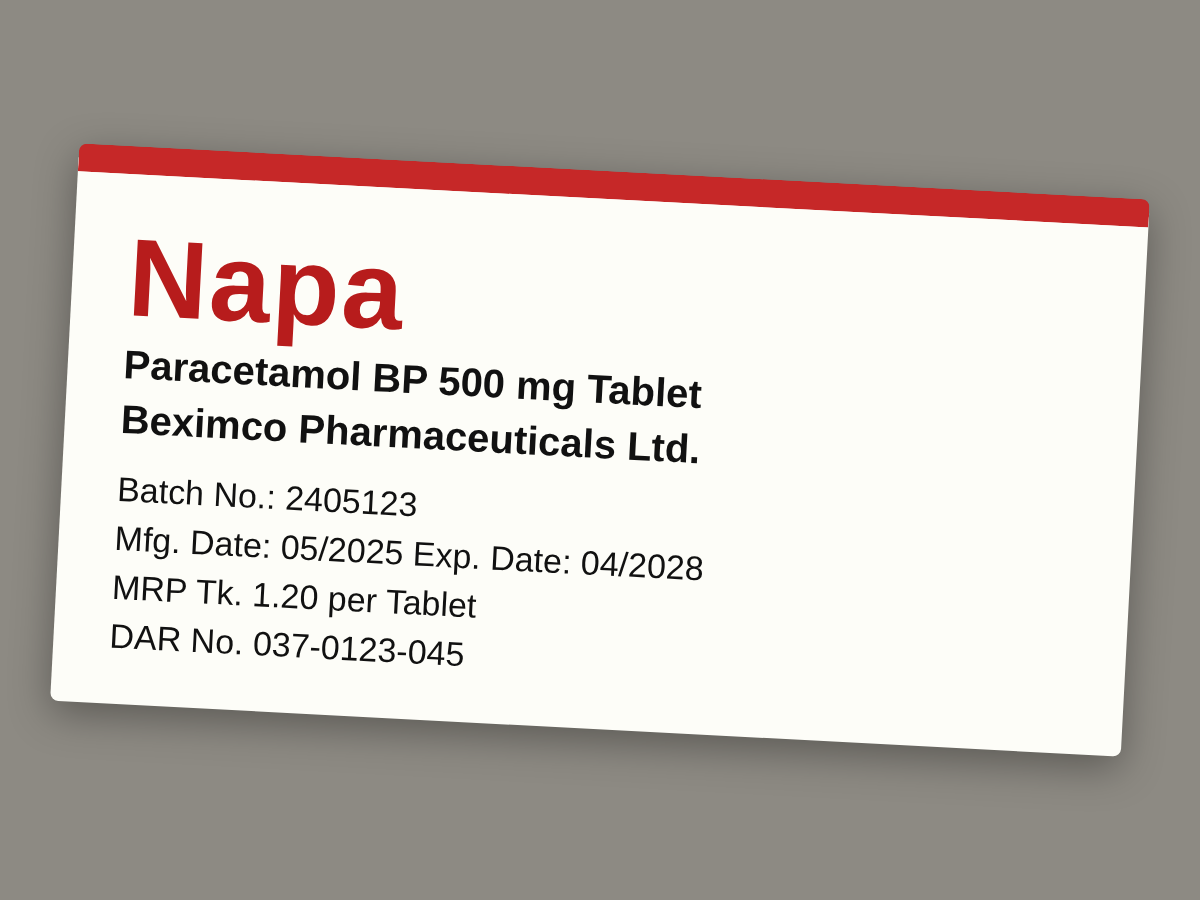 Napa
Paracetamol BP 500 mg Tablet
Beximco Pharmaceuticals Ltd.
Batch No.: 2405123
Mfg. Date: 05/2025 Exp. Date: 04/2028
MRP Tk. 1.20 per Tablet
DAR No. 037-0123-045